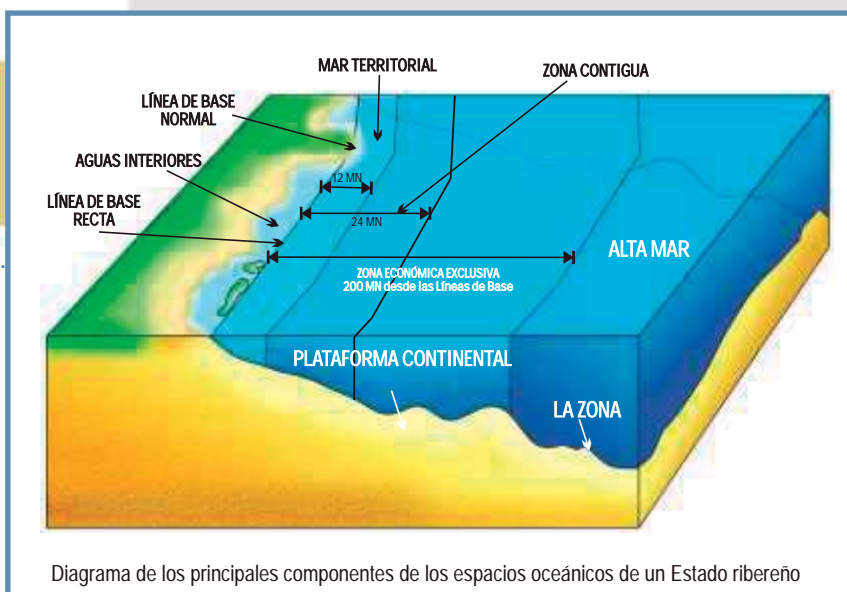 MAR TERRITORIAL
ZONA CONTIGUA
LÍNEA DE BASE
NORMAL
AGUAS INTERIORES
12 MN
LÍNEA DE BASE
RECTA
24 MN
ALTA MAR
ZONA ECONÓMICA EXCLUSIVA
200 MN desde las Líneas de Base
PLATAFORMA CONTINENTAL
LA ZONA
Diagrama de los principales componentes de los espacios oceánicos de un Estado ribereño